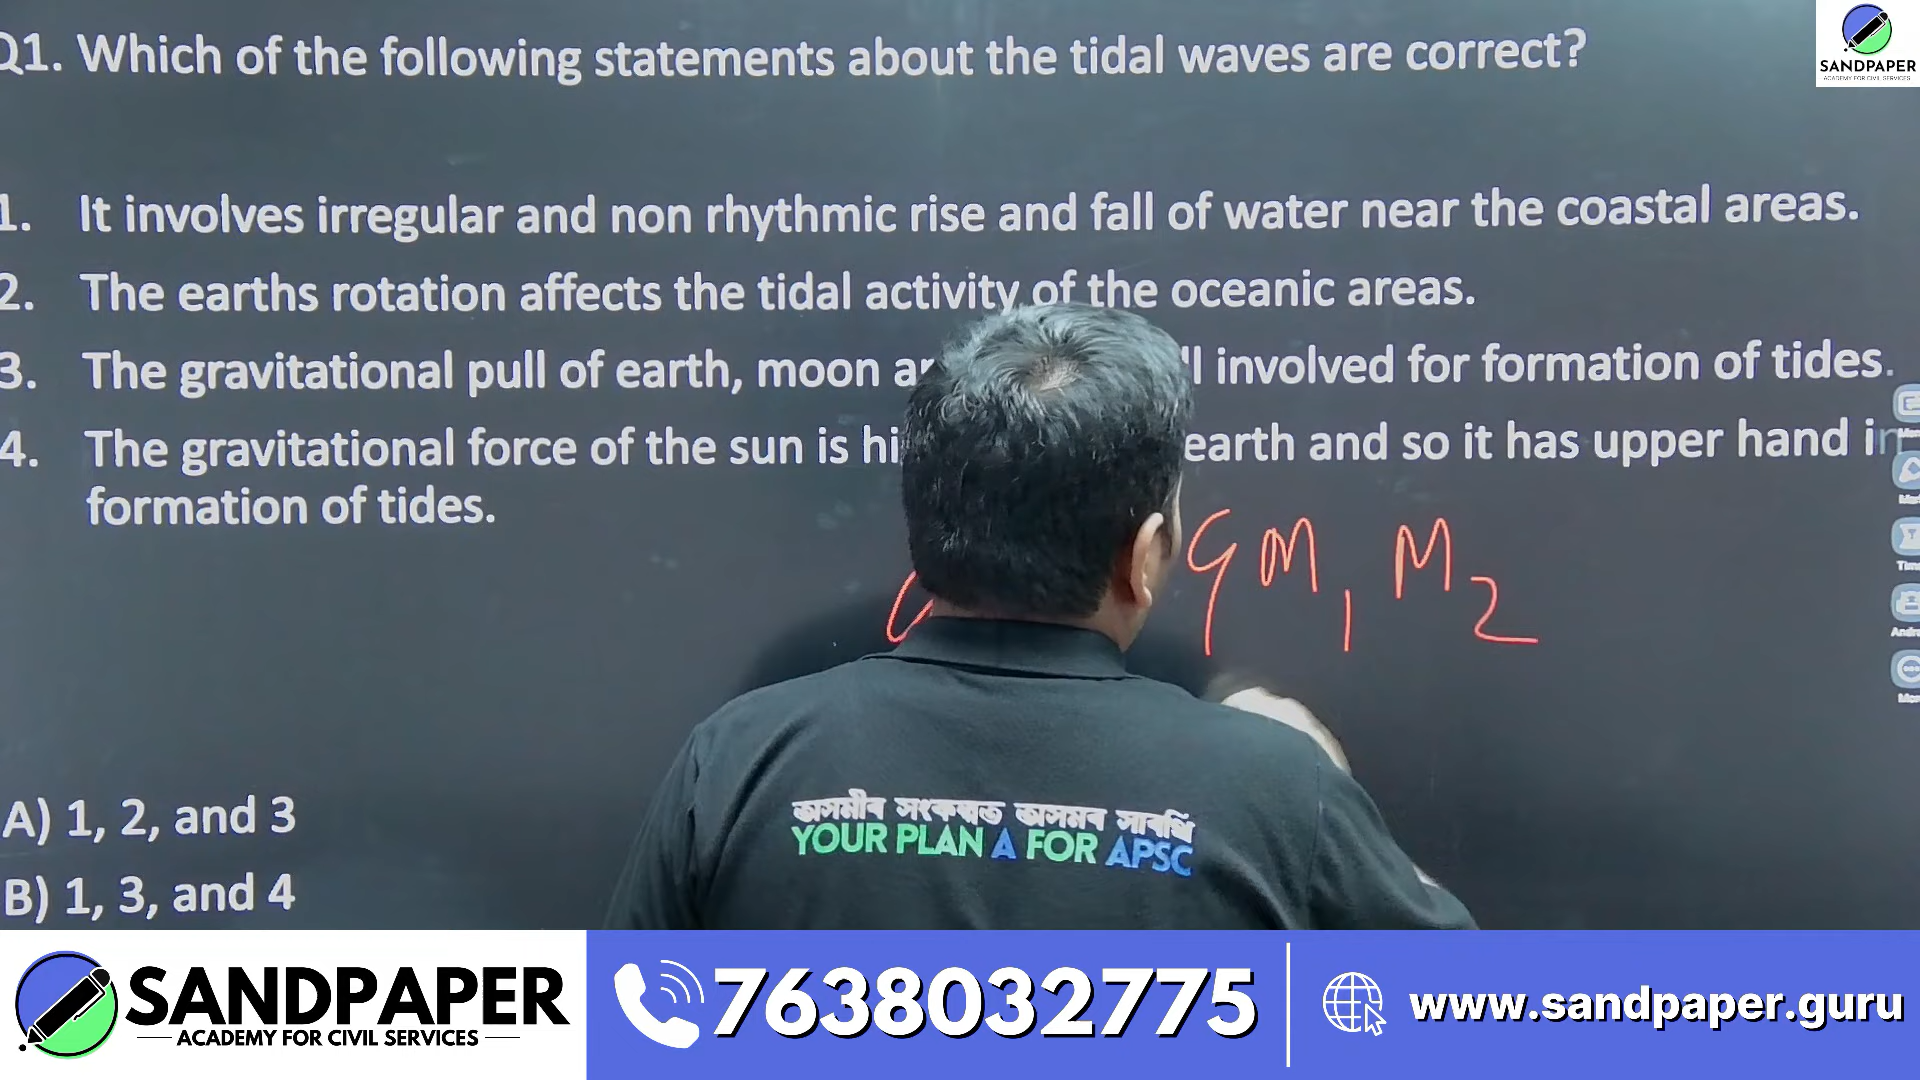 Q1. Which of the following statements about the tidal waves are correct?
SANDPAPER
ACADEMY FOR CIVIL SERVICES
1. It involves irregular and non rhythmic rise and fall of water near the coastal areas.
2. The earths rotation affects the tidal activity of the oceanic areas.
3. The gravitational pull of earth, moon involved for formation of tides.
4. The gravitational force of the sun is earth and so it has upper hand in
formation of tides.
G M1 M2
A) 1, 2, and 3
B) 1, 3, and 4
অসমীৰ সংকল্পত অসমৰ সাৰথি
YOUR PLAN A FOR APSC
SANDPAPER
ACADEMY FOR CIVIL SERVICES
7638032775
www.sandpaper.guru